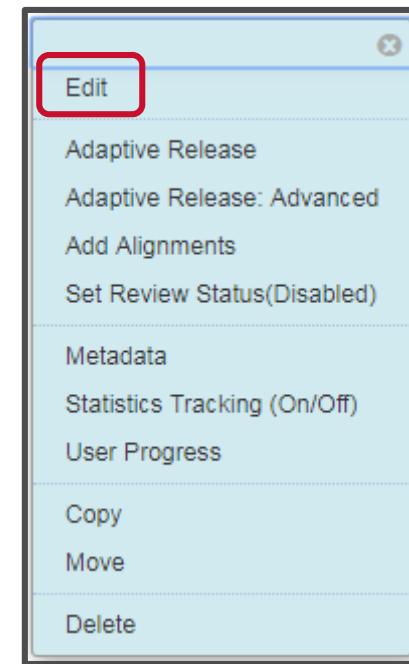 Edit
Adaptive Release
Adaptive Release: Advanced
Add Alignments
Set Review Status(Disabled)
Metadata
Statistics Tracking (On/Off)
User Progress
Copy
Move
Delete